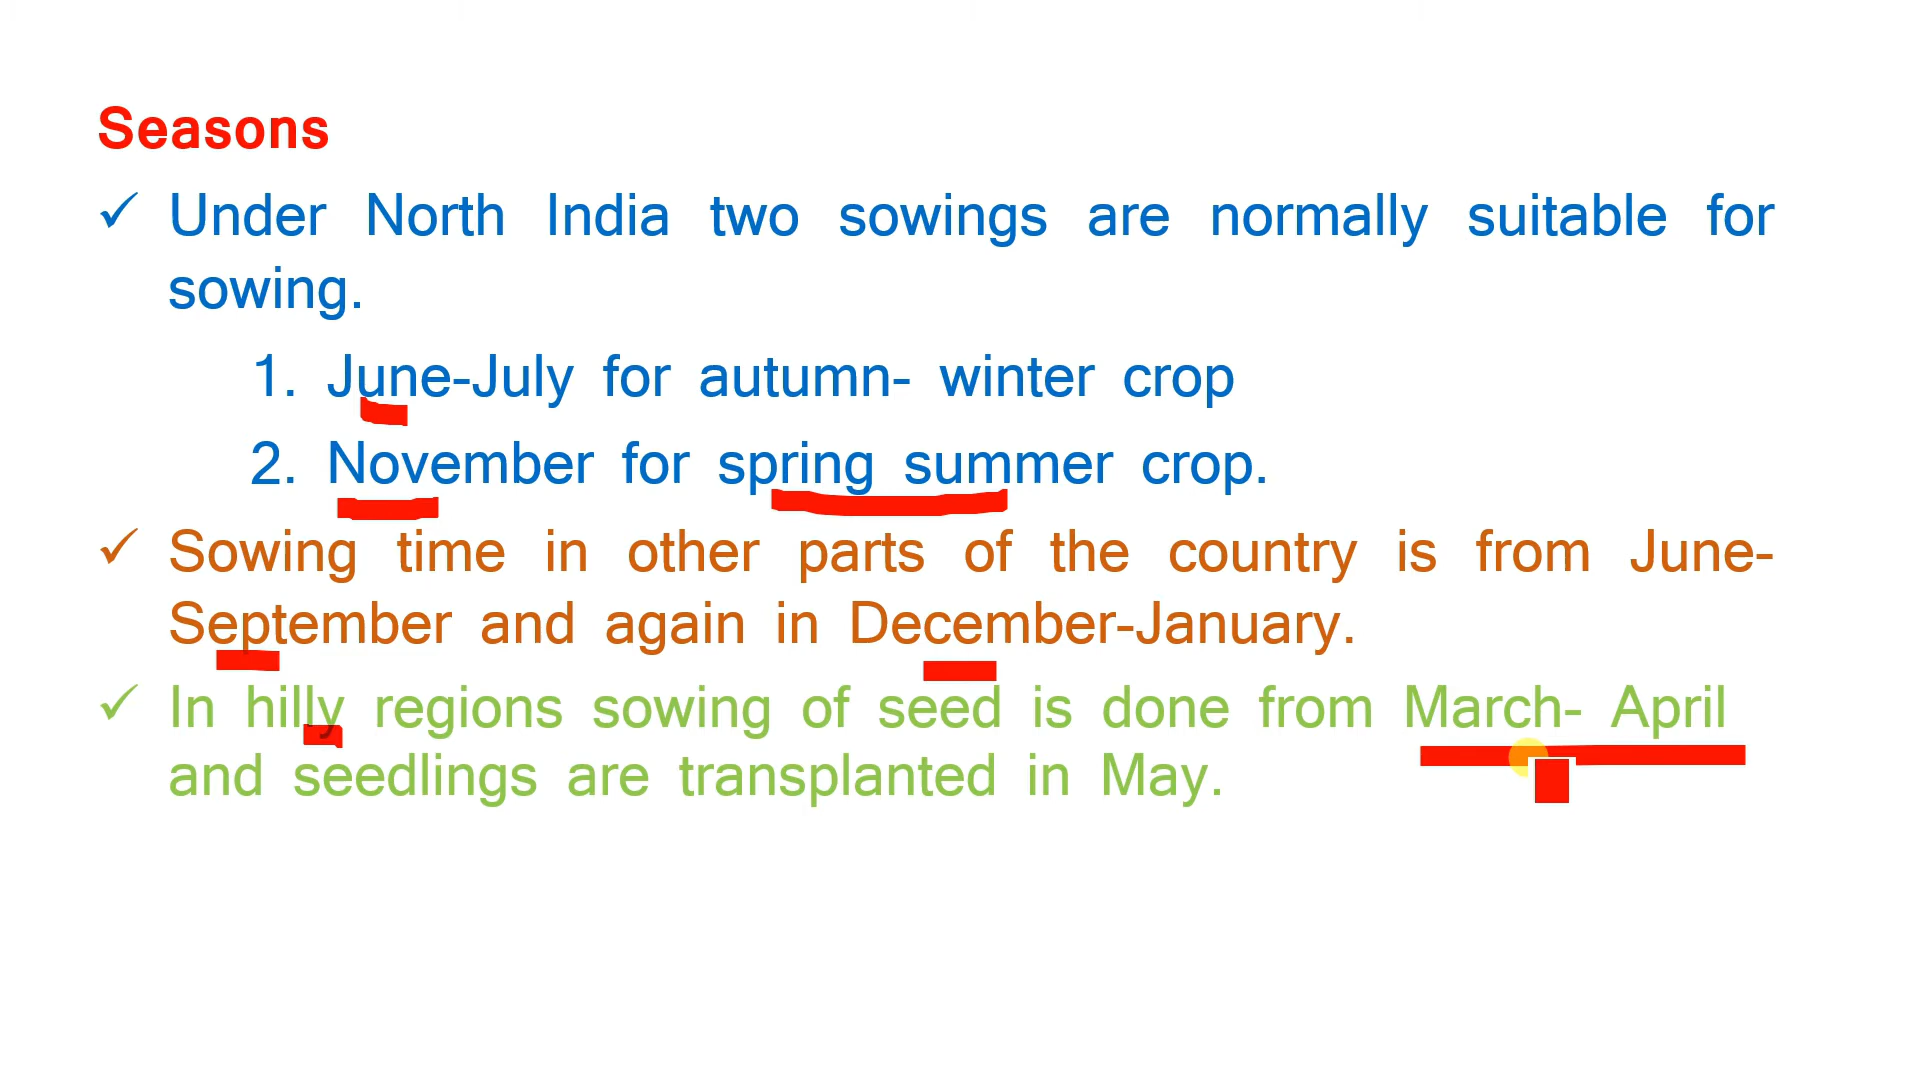 Seasons
✓ Under North India two sowings are normally suitable for
sowing.
1. June-July for autumn- winter crop
2. November for spring summer crop.
✓ Sowing time in other parts of the country is from June-
September and again in December-January.
✓ In hilly regions sowing of seed is done from March- April
and seedlings are transplanted in May.